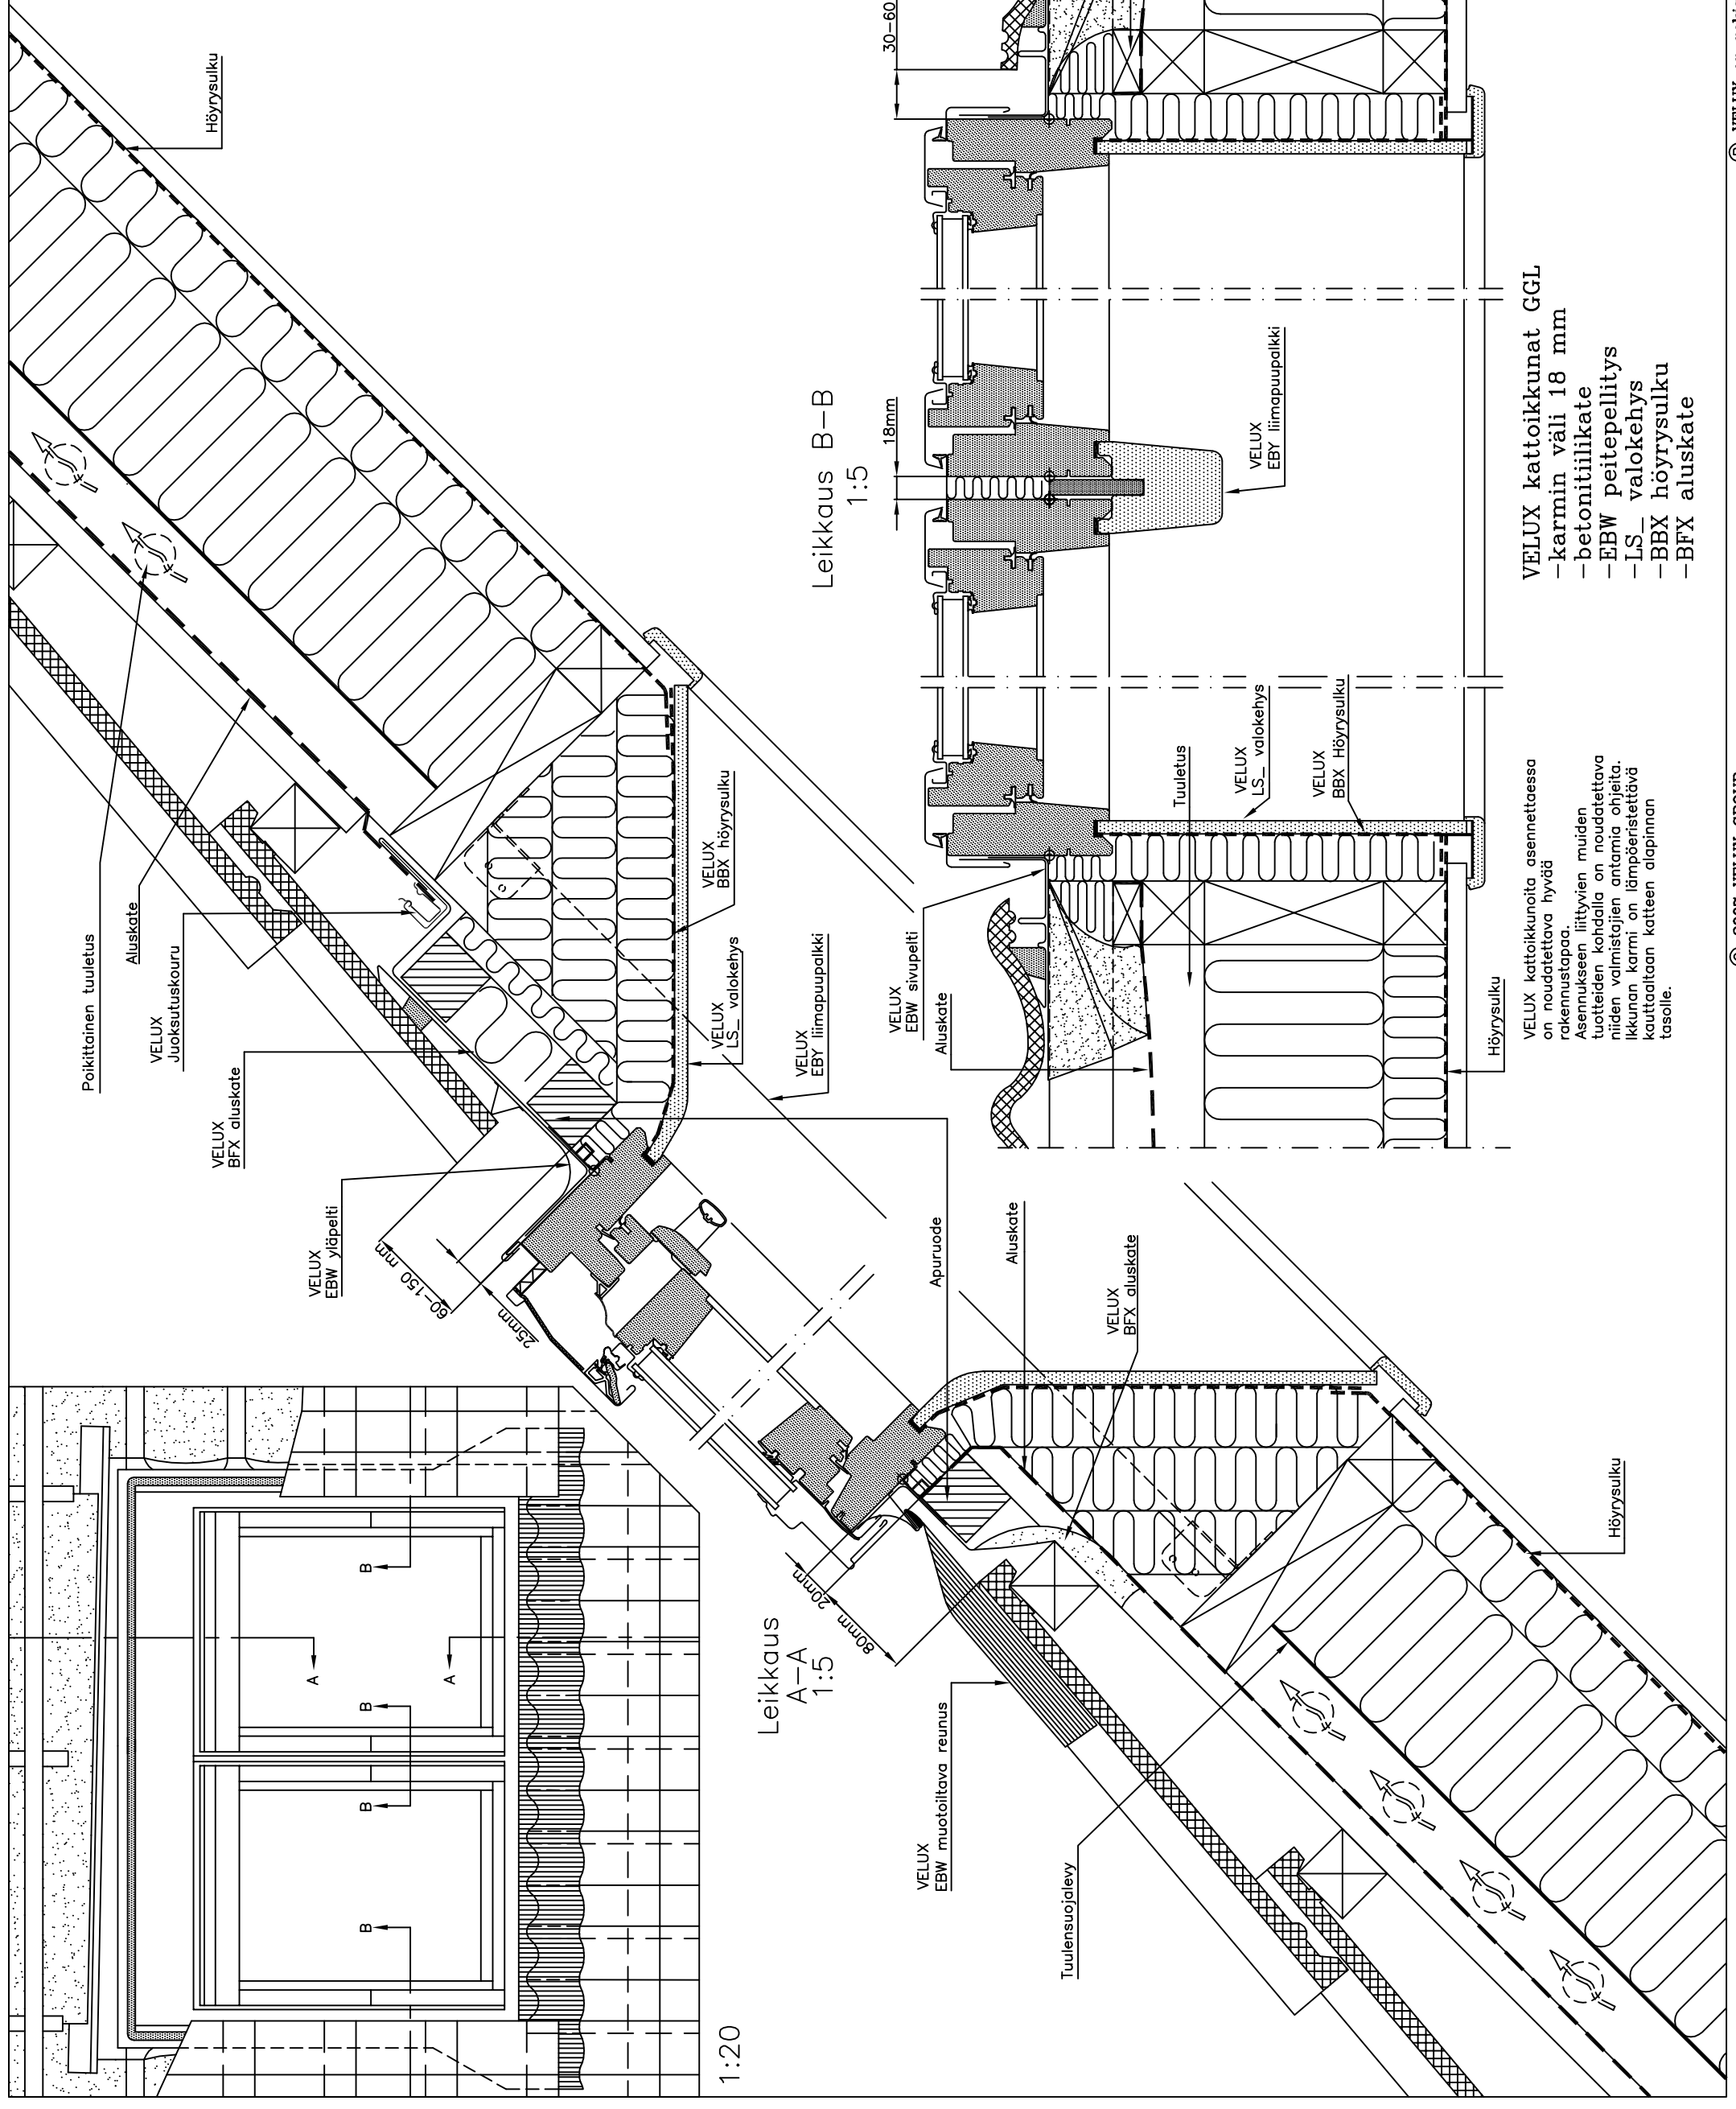 Höyrysulku
Poikittainen tuuletus
Aluskate
VELUX
Juoksutuskouru
VELUX
BFX aluskate
VELUX
EBW yläpelti
60-150 mm
25mm
VELUX
BBX höyrysulku
VELUX
LS_ valokehys
VELUX
EBY liimapuupalkki
Apuruode
Aluskate
VELUX
BFX aluskate
Höyrysulku
20mm
80mm
Leikkaus
A-A
1:5
VELUX
EBW muotoiltava reunus
Tuulensuojalevy
A
A
B
B
B
B
1:20
Leikkaus B-B
1:5
30-60
18mm
VELUX
EBY liimapuupalkki
VELUX
EBW sivupelti
Aluskate
Tuuletus
VELUX
LS_ valokehys
VELUX
BBX Höyrysulku
Höyrysulku
VELUX kattoikkunat GGL
-karmin väli 18 mm
-betonitiilkate
-EBW peitepellitys
-LS_ valokehys
-BBX höyrysulku
-BFX aluskate
VELUX kattoikkunoita asennettaessa
on noudatettava hyvää
rakennustapaa.
Asennukseen liittyvien muiden
tuotteiden kohdalla on noudatettava
niiden valmistajien antamia ohjeita.
Ikkunan karmi on lämpöeristettävä
kauttaaltaan katteen alapinnan
tasolle.